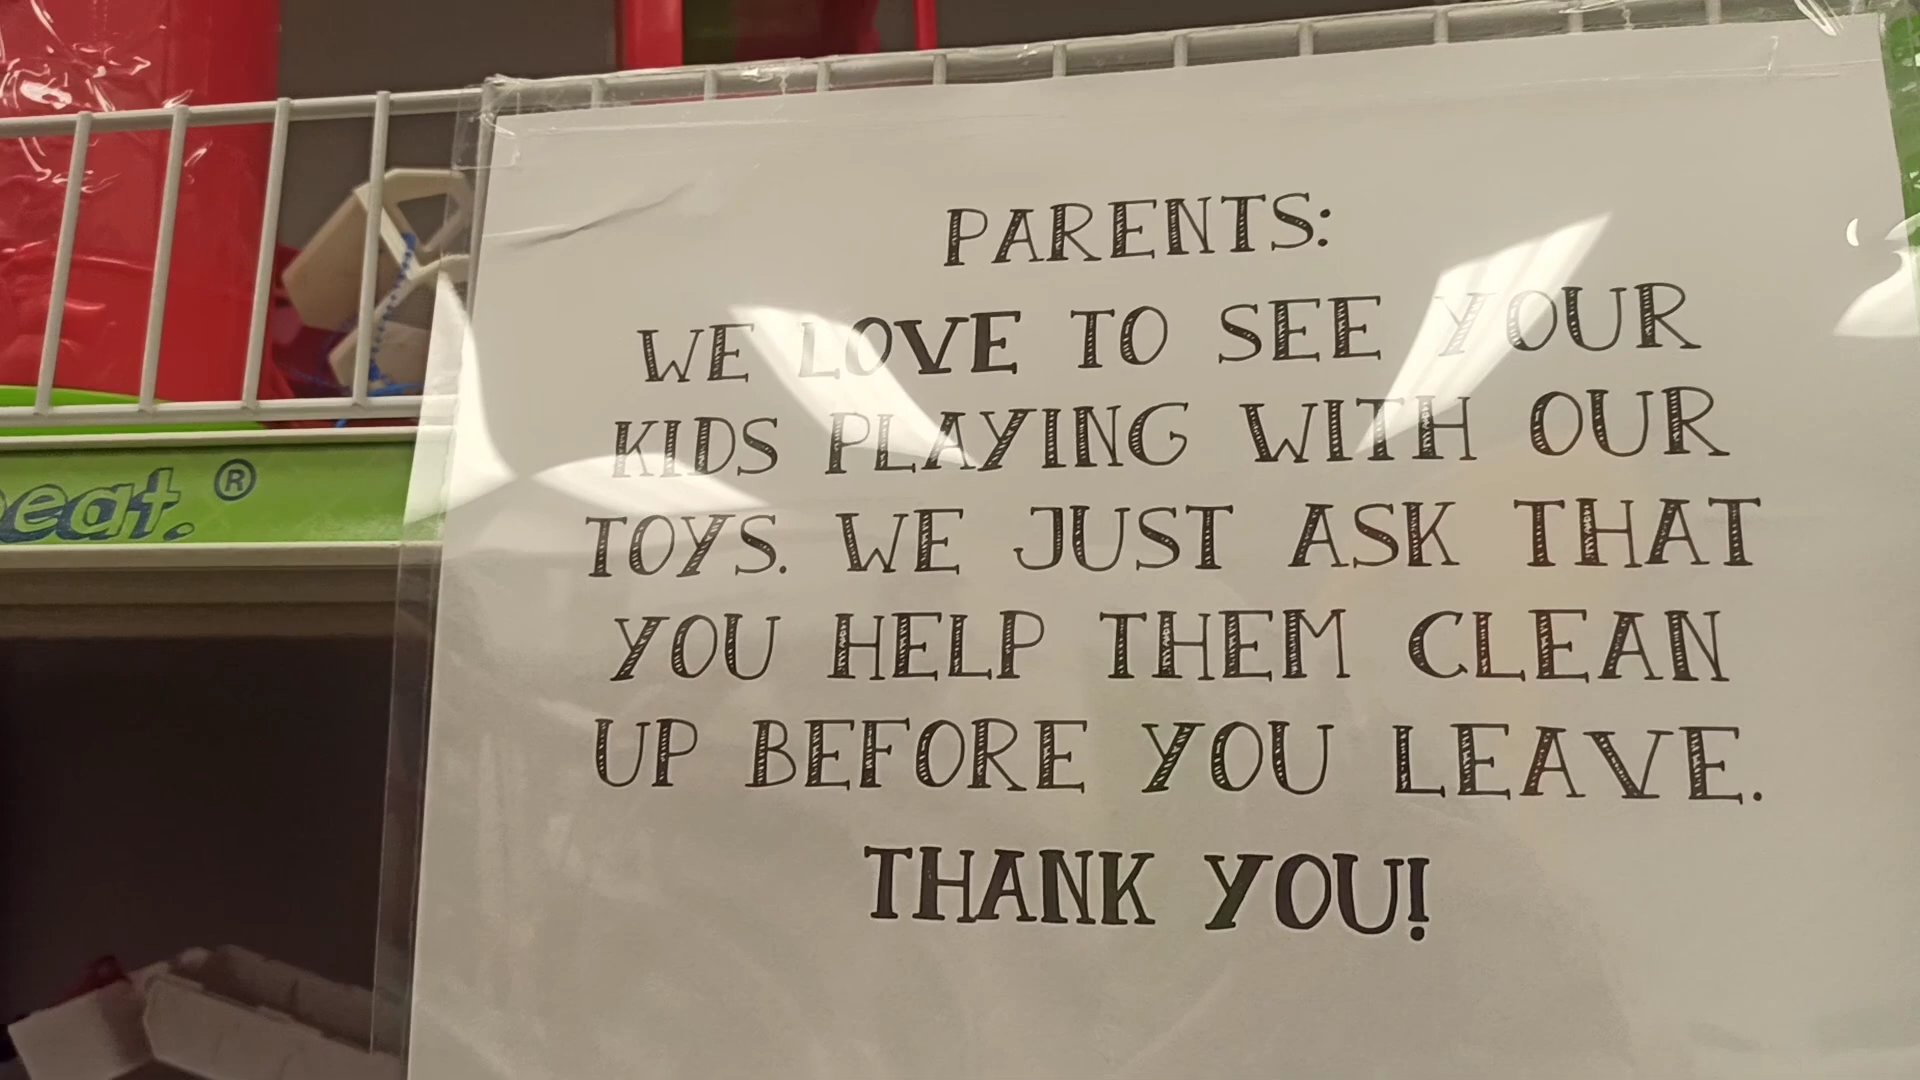 PARENTS:
WE LOVE TO SEE YOUR
KIDS PLAYING WITH OUR
TOYS. WE JUST ASK THAT
YOU HELP THEM CLEAN
UP BEFORE YOU LEAVE.
THANK YOU!
eat.®